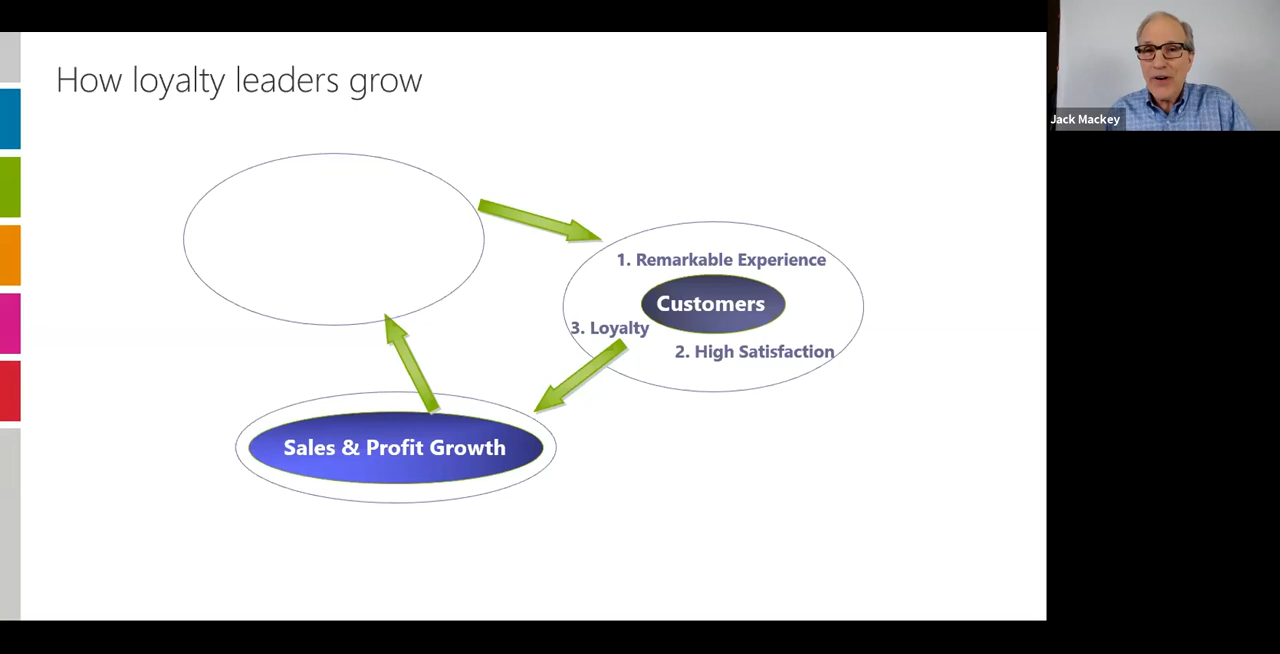 How loyalty leaders grow
Jack Mackey
1. Remarkable Experience
Customers
3. Loyalty
2. High Satisfaction
Sales & Profit Growth